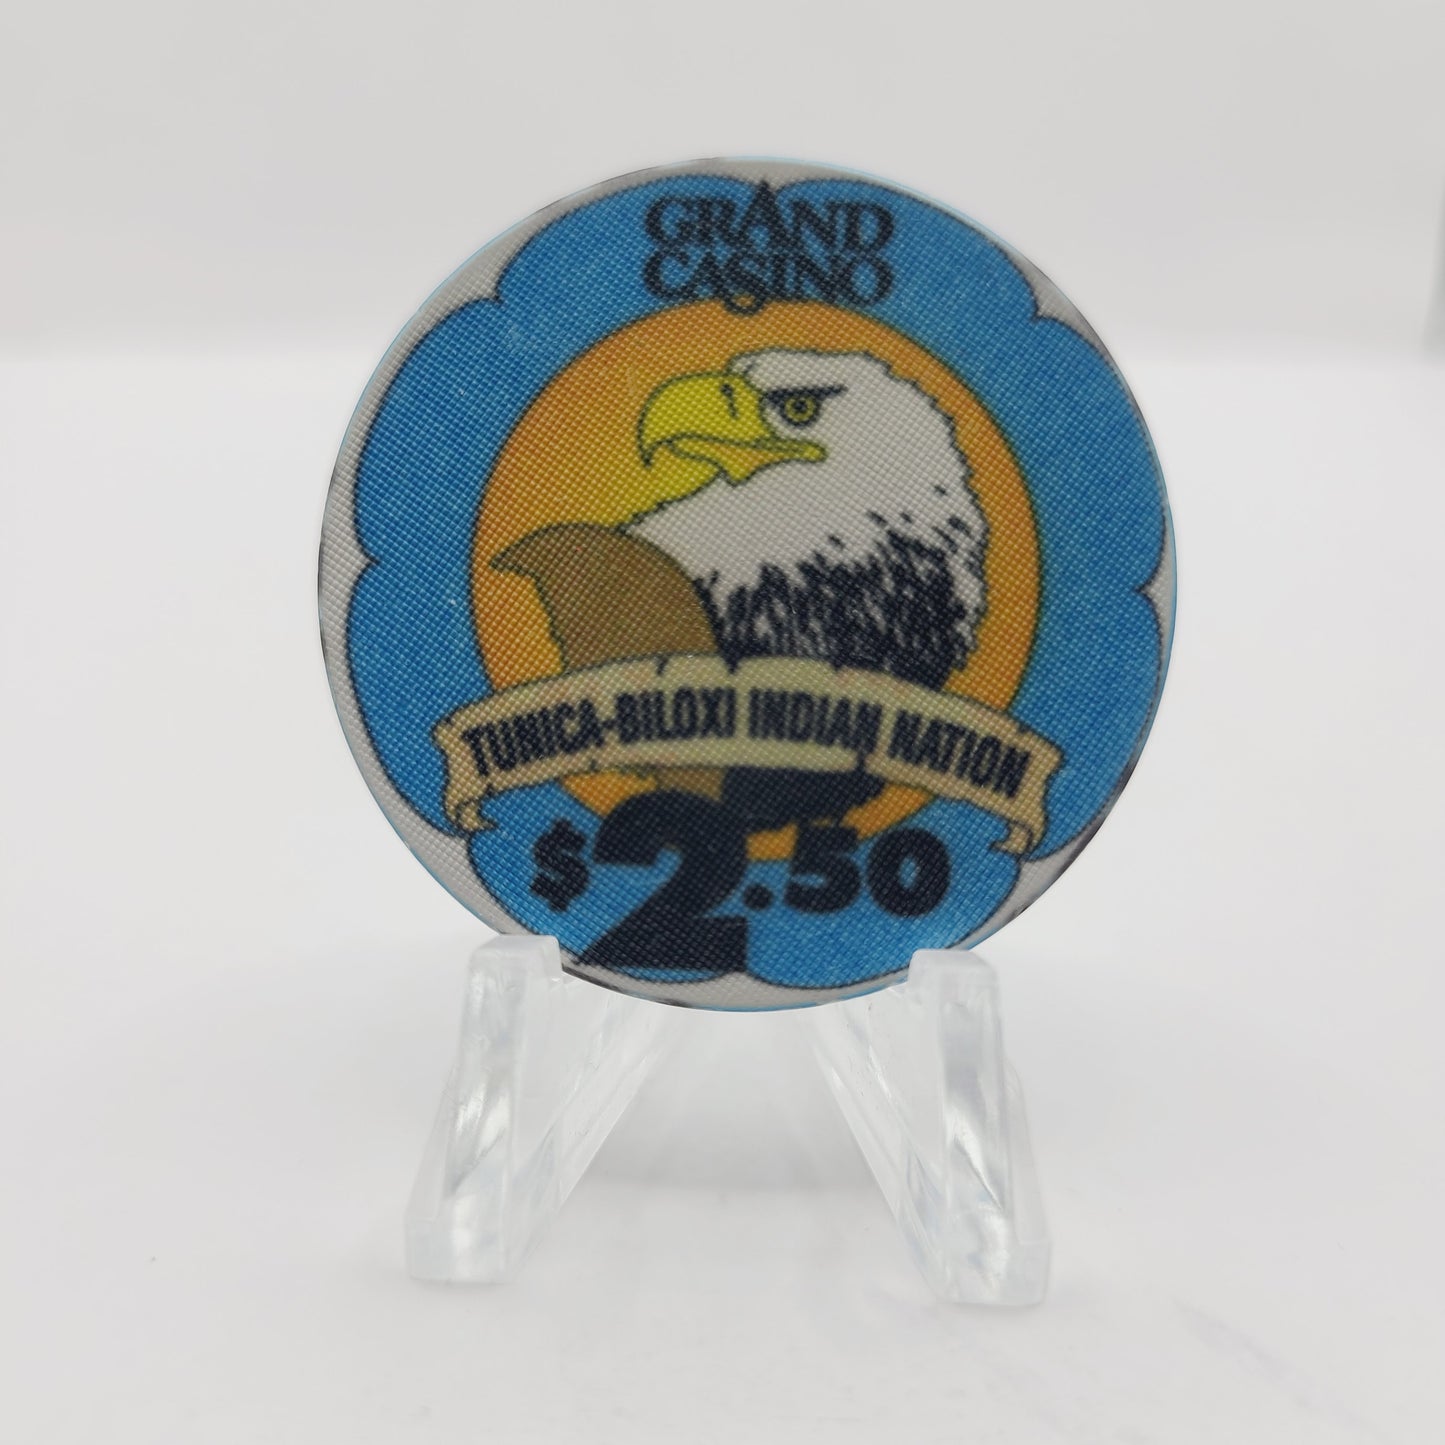 GRAND
CASINO
TUNICA-BILOXI INDIAN NATION
$2.50